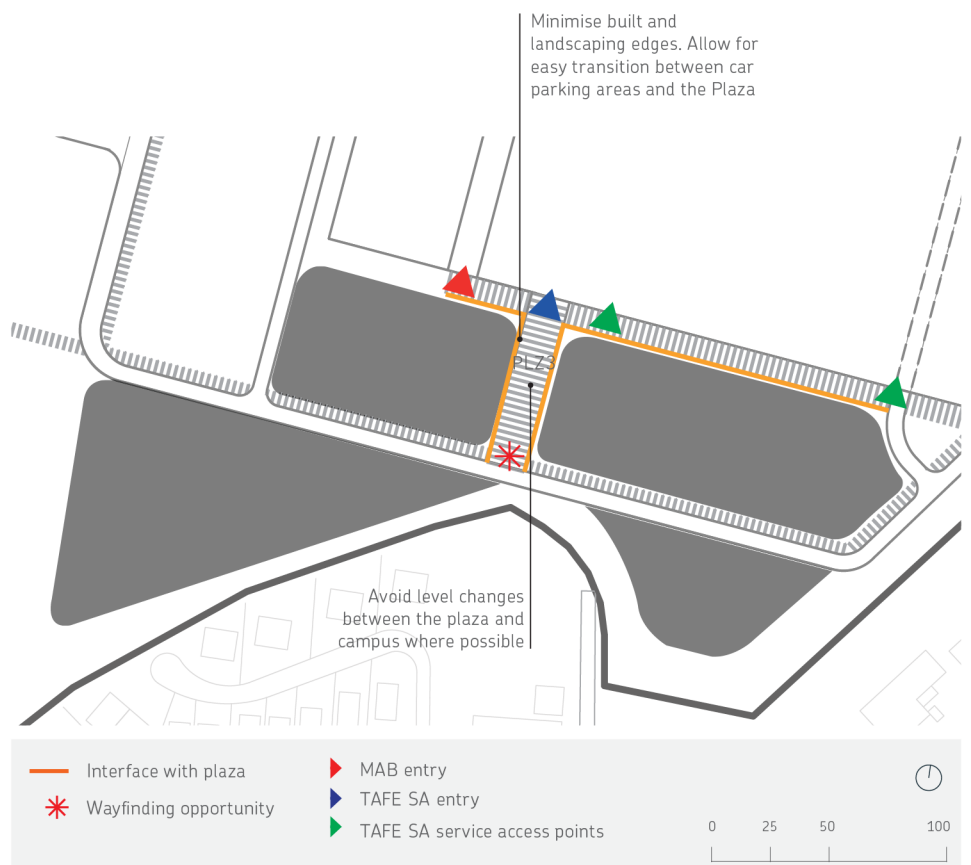 Minimise built and
landscaping edges. Allow for
easy transition between car
parking areas and the Plaza
PLZ3
Avoid level changes
between the plaza and
campus where possible
Interface with plaza
Wayfinding opportunity
MAB entry
TAFE SA entry
TAFE SA service access points
0 25 50 100